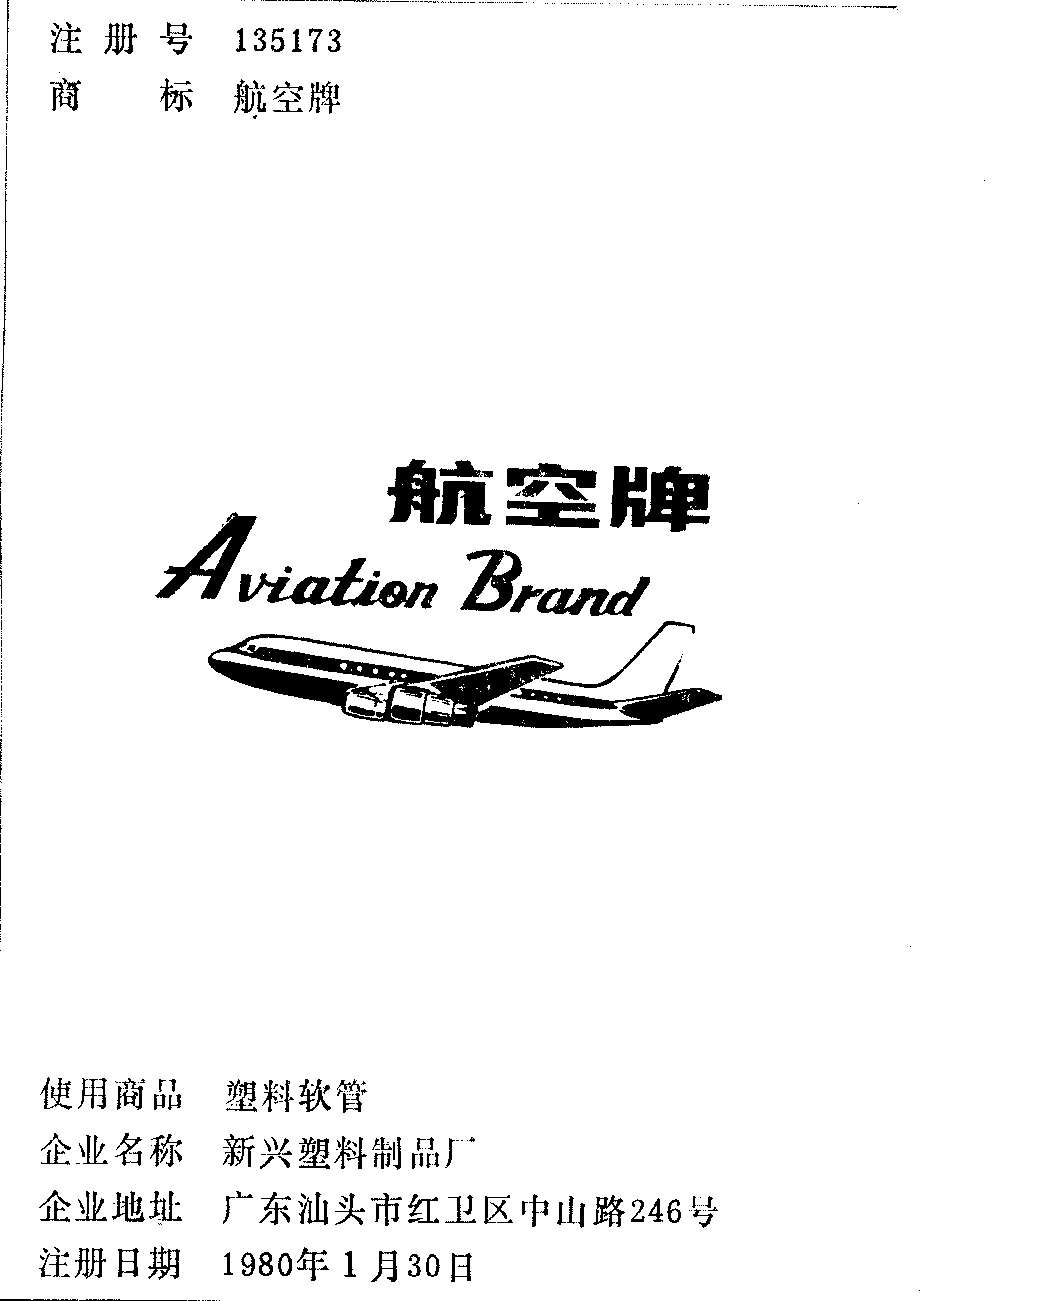 注册号 135173
商标 航空牌
航空牌
Aviation Brand
使用商品 塑料软管
企业名称 新兴塑料制品厂
企业地址 广东汕头市红卫区中山路246号
注册日期 1980年1月30日